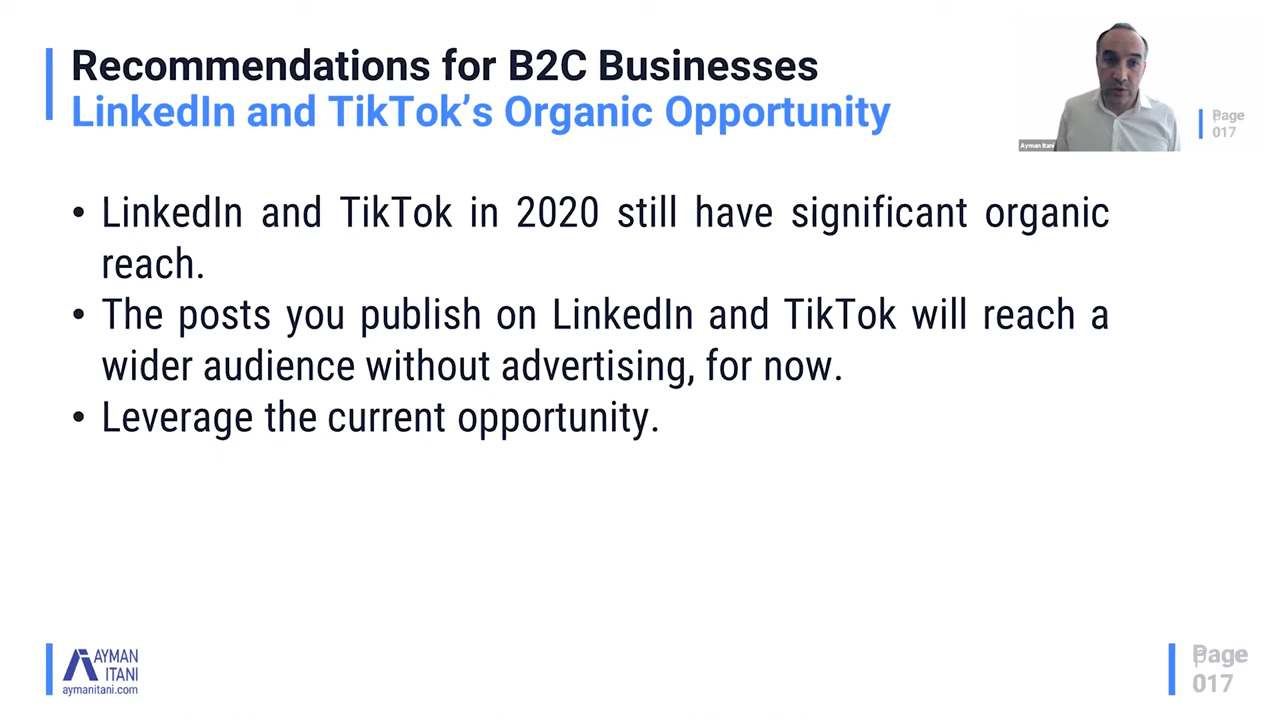 Recommendations for B2C Businesses
LinkedIn and TikTok’s Organic Opportunity
Ayman Itani
Page
017
• LinkedIn and TikTok in 2020 still have significant organic
reach.
• The posts you publish on LinkedIn and TikTok will reach a
wider audience without advertising, for now.
• Leverage the current opportunity.
AYMAN
ITANI
aymanitani.com
Page
017